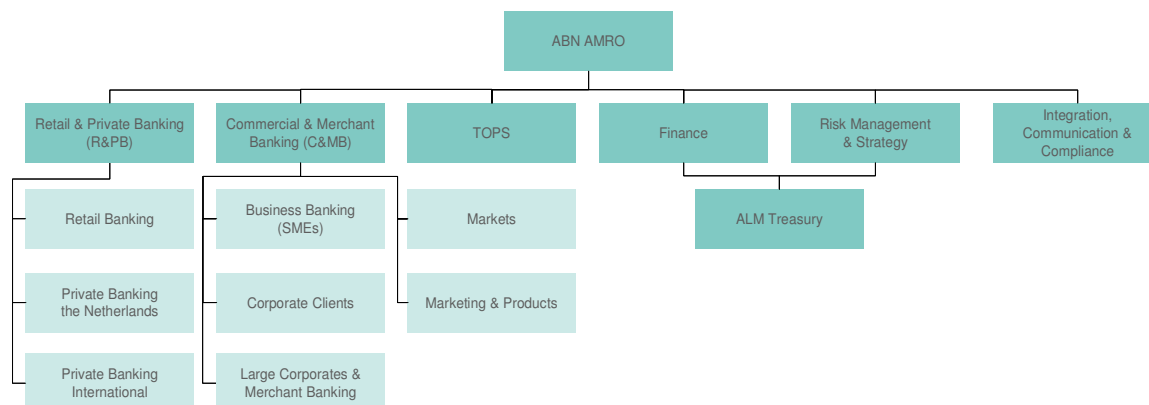 ABN AMRO
Retail & Private Banking
(R&PB)
Commercial & Merchant
Banking (C&MB)
TOPS
Finance
Risk Management
& Strategy
Integration,
Communication &
Compliance
Retail Banking
Business Banking
(SMEs)
Markets
ALM Treasury
Private Banking
the Netherlands
Corporate Clients
Marketing & Products
Private Banking
International
Large Corporates &
Merchant Banking